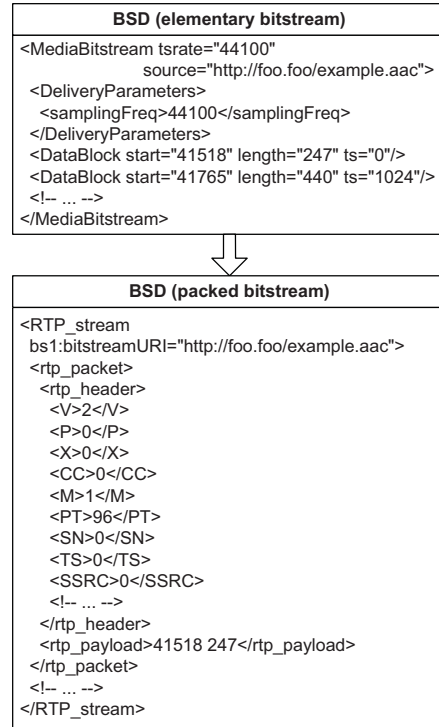 BSD (elementary bitstream)
<MediaBitstream tsrate="44100"
source="http://foo.foo/example.aac">
<DeliveryParameters>
<samplingFreq>44100</samplingFreq>
</DeliveryParameters>
<DataBlock start="41518" length="247" ts="0"/>
<DataBlock start="41765" length="440" ts="1024"/>
<!-- ... -->
</MediaBitstream>
BSD (packed bitstream)
<RTP_stream
bs1:bitstreamURI="http://foo.foo/example.aac">
<rtp_packet>
<rtp_header>
<V>2</V>
<P>0</P>
<X>0</X>
<CC>0</CC>
<M>1</M>
<PT>96</PT>
<SN>0</SN>
<TS>0</TS>
<SSRC>0</SSRC>
<!-- ... -->
</rtp_header>
<rtp_payload>41518 247</rtp_payload>
</rtp_packet>
<!-- ... -->
</RTP_stream>